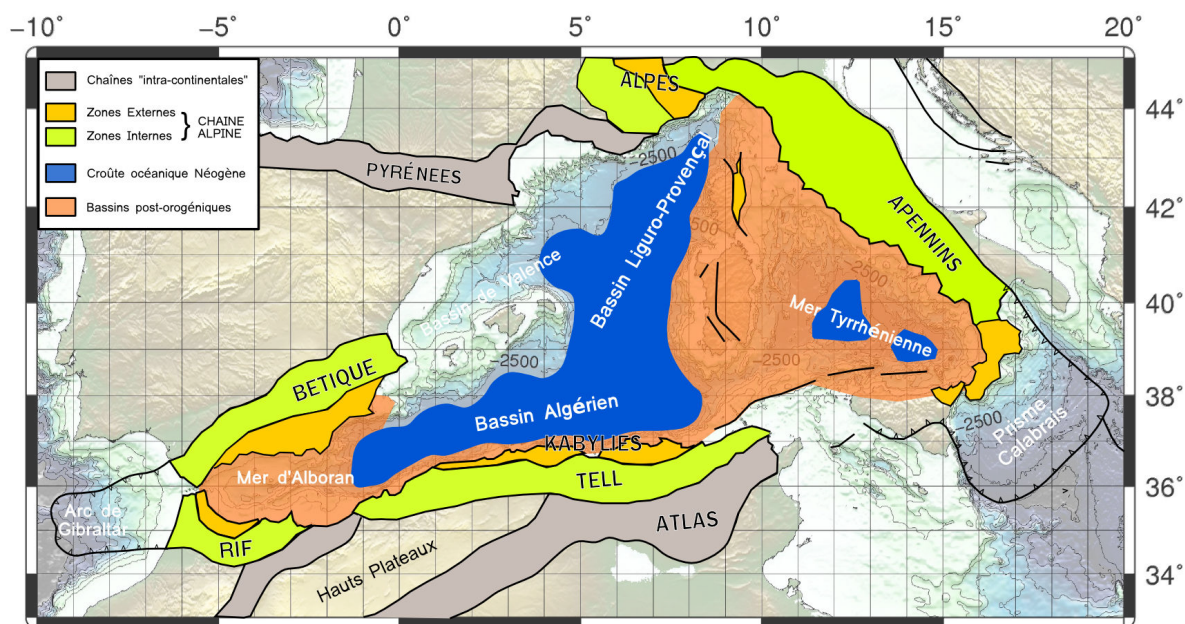 -10° -5° 0° 5° 10° 15° 20°
Chaînes "intra-continentales"
Zones Externes
Zones Internes
} CHAINE
ALPINE
Croûte océanique Néogène
Bassins post-orogéniques
ALPES
44°
-2500
PYRÉNEES
42°
Bassin Liguro-Provençal
500
APENNINS
-2500
Bassin de Valence
40°
Mer Tyrrhénienne
-2500
-2500
BETIQUE
38°
Bassin Algérien
-2500
Prisme
Calabrais
KABYLIES
Mer d'Alboran
TELL
36°
Arc de
Gibraltar
ATLAS
RIF
Hauts Plateaux
34°